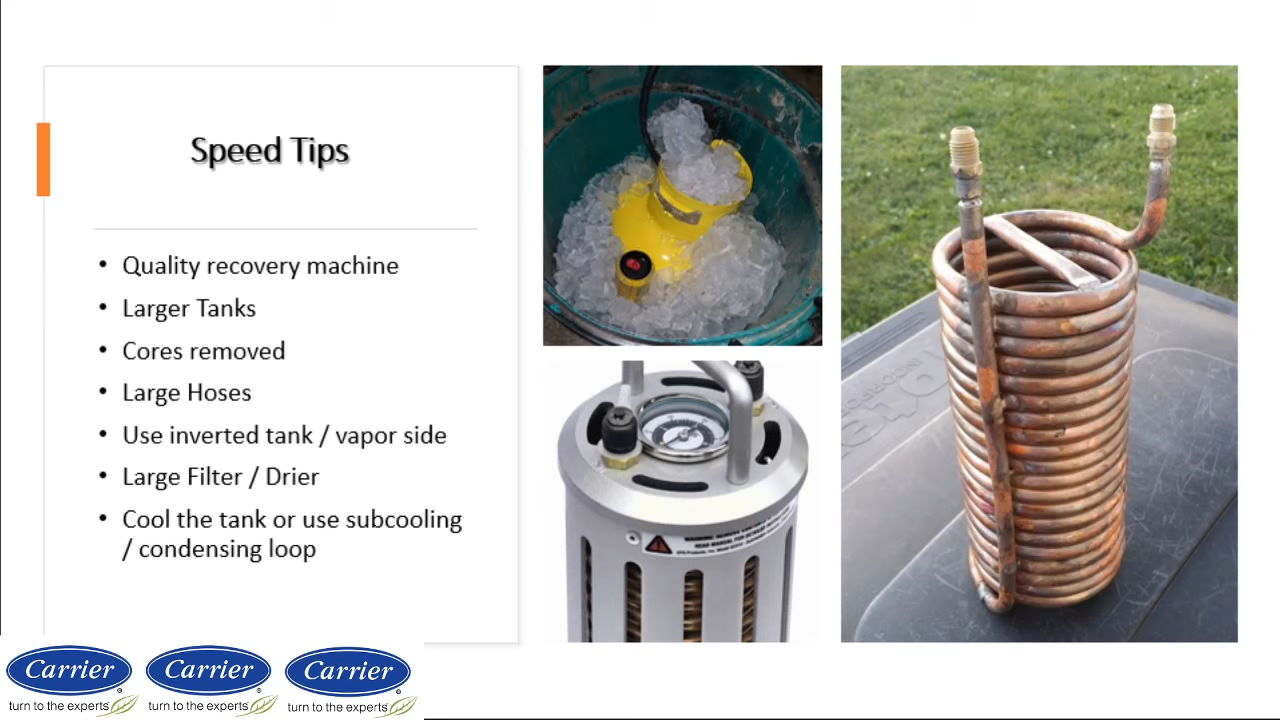 Speed Tips
• Quality recovery machine
• Larger Tanks
• Cores removed
• Large Hoses
• Use inverted tank / vapor side
• Large Filter / Drier
• Cool the tank or use subcooling
/ condensing loop
Carrier Carrier Carrier
turn to the experts turn to the experts turn to the experts